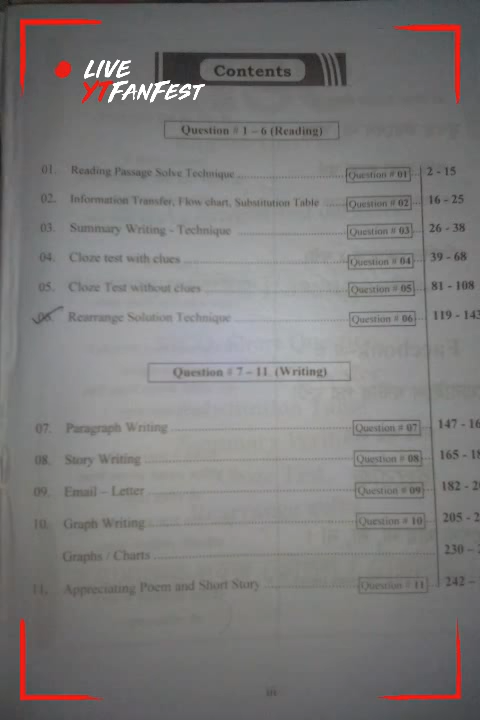 LIVE
YTFANFEST
Contents
Question # 1 – 6 (Reading)
01. Reading Passage Solve Technique Question # 01 2 - 15
02. Information Transfer, Flow chart, Substitution Table Question # 02 16 - 25
03. Summary Writing - Technique Question # 03 26 - 38
04. Cloze test with clues Question # 04 39 - 68
05. Cloze Test without clues Question # 05 81 - 108
06. Rearrange Solution Technique Question # 06 119 - 143
Question # 7 – 11 (Writing)
07. Paragraph Writing Question # 07 147 - 16
08. Story Writing Question # 08 165 - 18
09. Email – Letter Question # 09 182 - 20
10. Graph Writing Question # 10 205 - 2
Graphs / Charts 230 –
11. Appreciating Poem and Short Story Question # 11 242 –